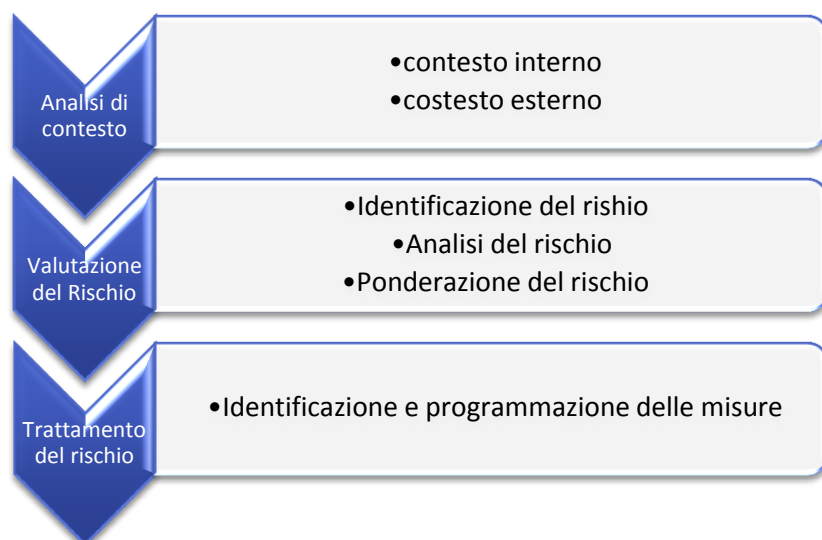 Analisi di
contesto
•contesto interno
•costesto esterno
Valutazione
del Rischio
•Identificazione del rishio
•Analisi del rischio
•Ponderazione del rischio
Trattamento
del rischio
•Identificazione e programmazione delle misure